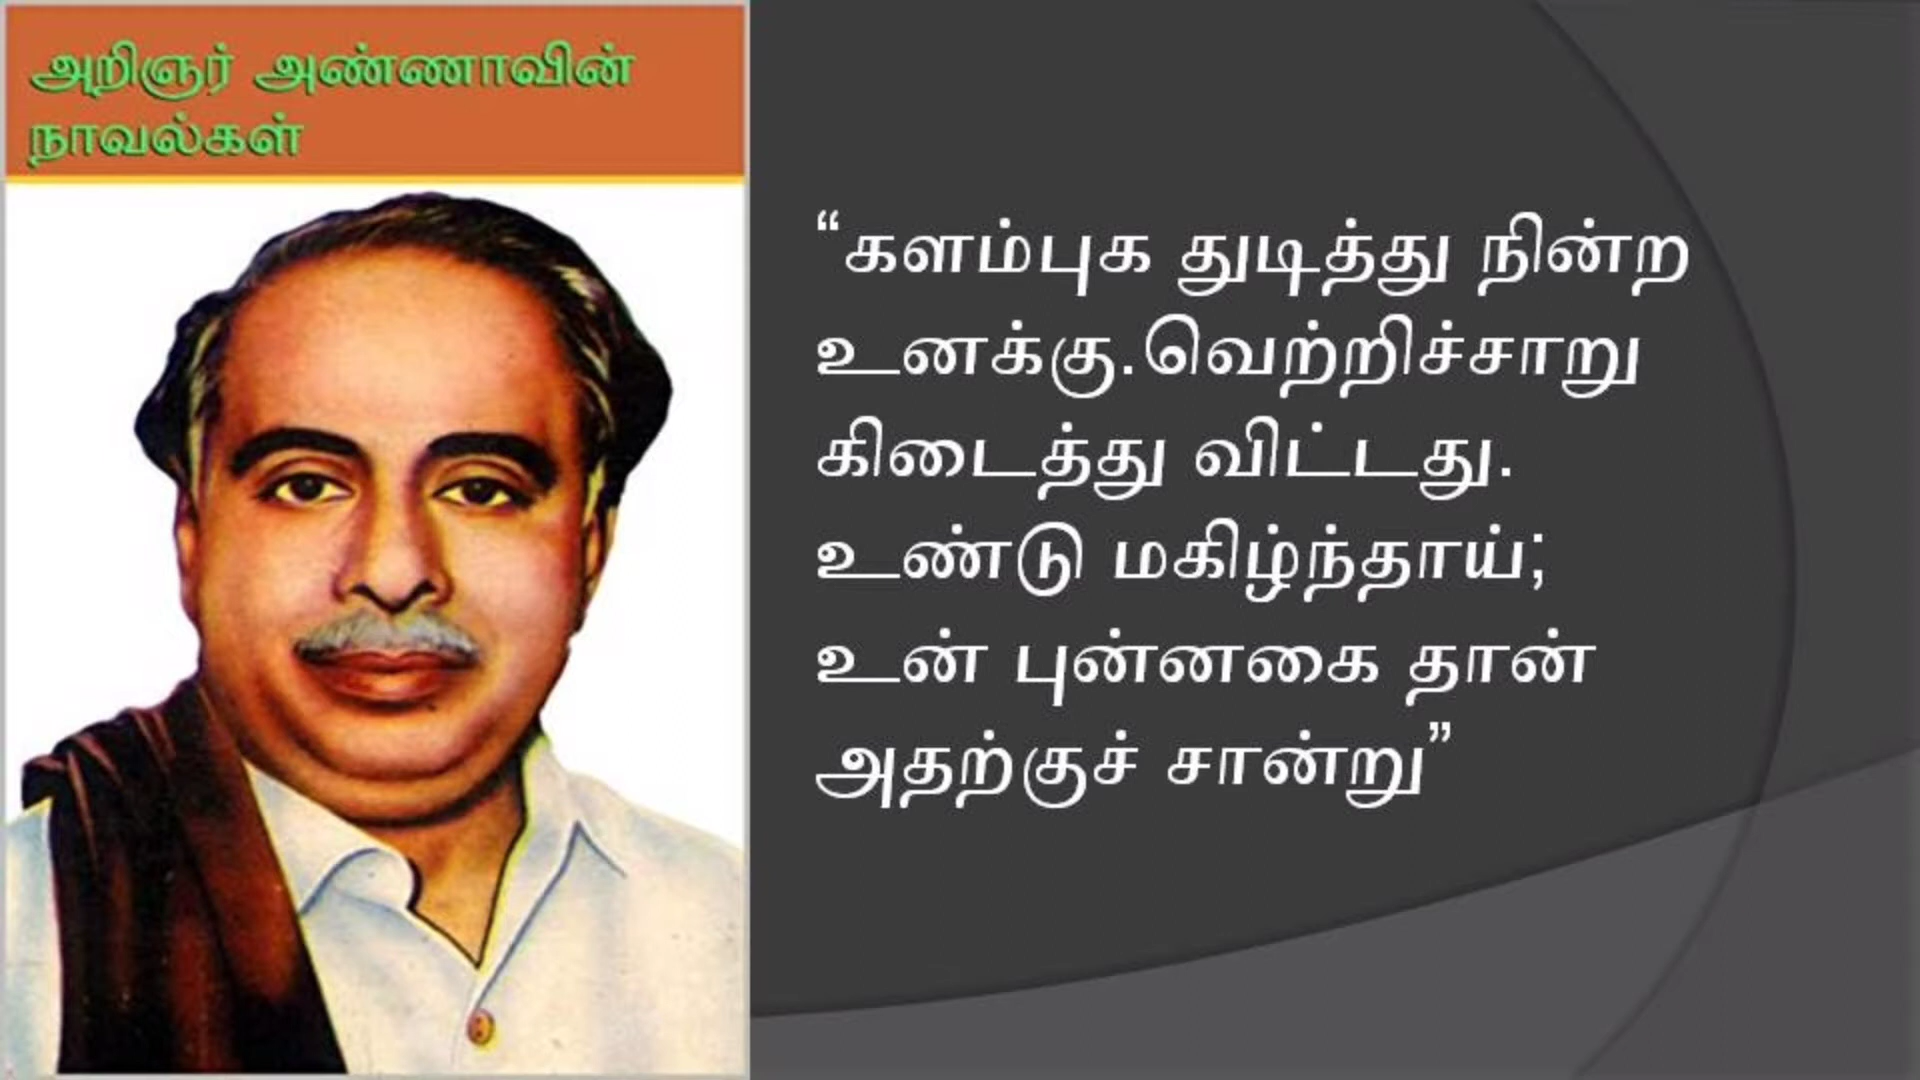 அறிஞர் அண்ணாவின்
நாவல்கள்
“களம்புக துடித்து நின்ற
உனக்கு.வெற்றிச்சாறு
கிடைத்து விட்டது.
உண்டு மகிழ்ந்தாய்;
உன் புன்னகை தான்
அதற்குச் சான்று”